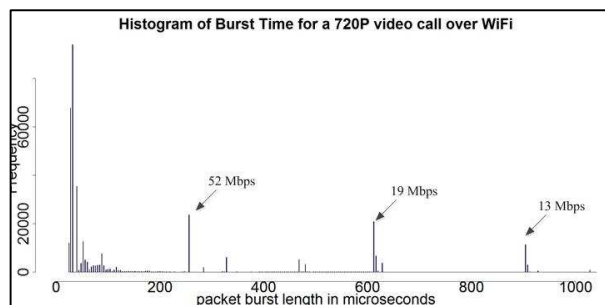 Histogram of Burst Time for a 720P video call over WiFi
Frequency
60000
20000
0
52 Mbps
19 Mbps
13 Mbps
0
200
400
600
800
1000
packet burst length in microseconds